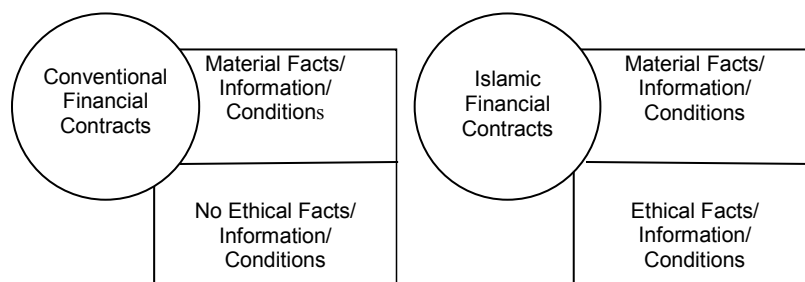 Conventional
Financial
Contracts
Material Facts/
Information/
Conditions
No Ethical Facts/
Information/
Conditions
Islamic
Financial
Contracts
Material Facts/
Information/
Conditions
Ethical Facts/
Information/
Conditions